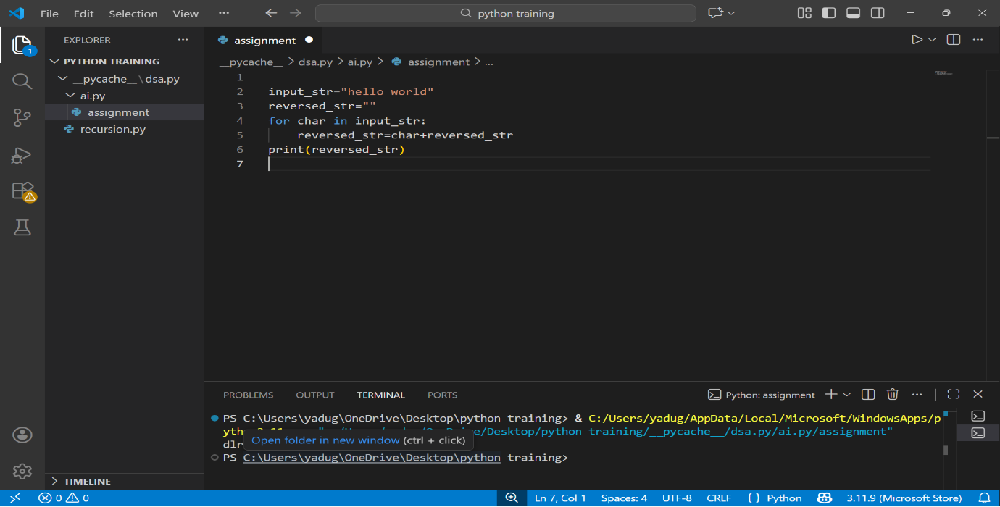 File Edit Selection View ··· python training
EXPLORER ···
PYTHON TRAINING
__pycache__ \ dsa.py
ai.py
assignment
recursion.py
TIMELINE
1
assignment
__pycache__ > dsa.py > ai.py > assignment > ...
1
2 input_str="hello world"
3 reversed_str=""
4 for char in input_str:
5 reversed_str=char+reversed_str
6 print(reversed_str)
7
PROBLEMS OUTPUT TERMINAL PORTS Python: assignment
PS C:\Users\yadug\OneDrive\Desktop\python training> & C:/Users/yadug/AppData/Local/Microsoft/WindowsApps/p
/Desktop/python training/__pycache__/dsa.py/ai.py/assignment"
Open folder in new window (ctrl + click)
dlr
PS C:\Users\yadug\OneDrive\Desktop\python training>
0 0 Ln 7, Col 1 Spaces: 4 UTF-8 CRLF { } Python 3.11.9 (Microsoft Store)